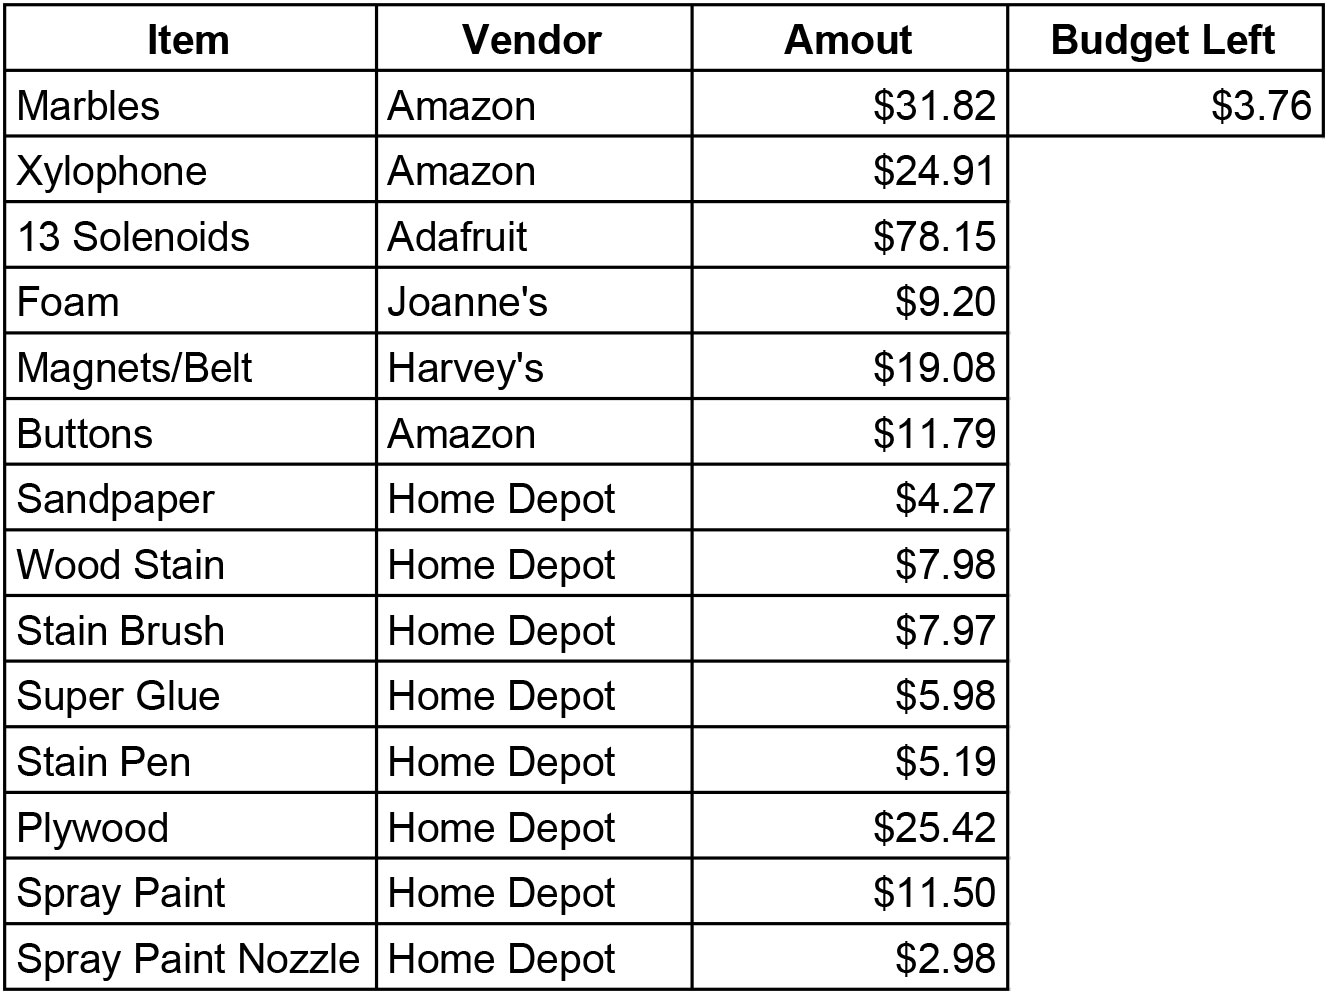 Item Vendor Amout Budget Left
Marbles Amazon $31.82 $3.76
Xylophone Amazon $24.91
13 Solenoids Adafruit $78.15
Foam Joanne's $9.20
Magnets/Belt Harvey's $19.08
Buttons Amazon $11.79
Sandpaper Home Depot $4.27
Wood Stain Home Depot $7.98
Stain Brush Home Depot $7.97
Super Glue Home Depot $5.98
Stain Pen Home Depot $5.19
Plywood Home Depot $25.42
Spray Paint Home Depot $11.50
Spray Paint Nozzle Home Depot $2.98